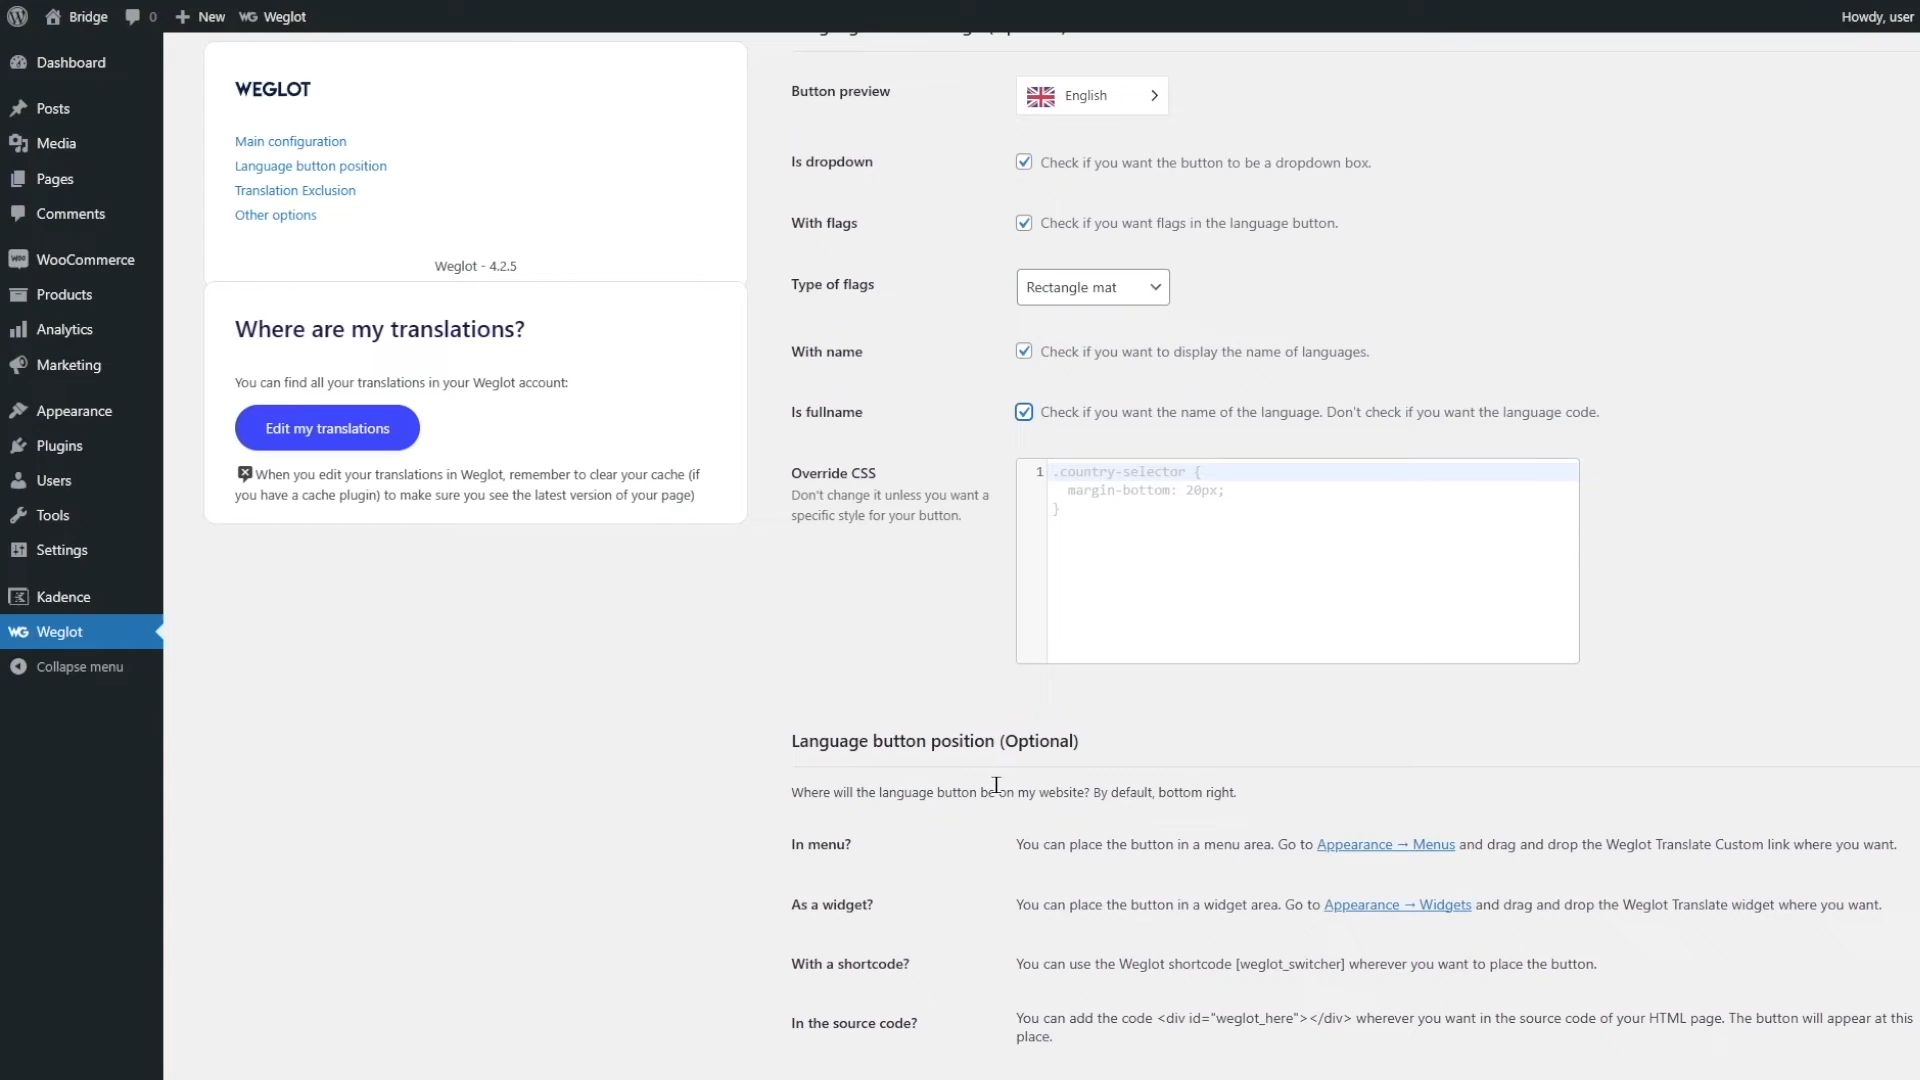 Bridge
0
New
WG Weglot
Howdy, user
Dashboard
Posts
Media
Pages
Comments
WooCommerce
Products
Analytics
Marketing
Appearance
Plugins
Users
Tools
Settings
Kadence
WG Weglot
Collapse menu
WEGLOT
Main configuration
Language button position
Translation Exclusion
Other options
Weglot - 4.2.5
Where are my translations?
You can find all your translations in your Weglot account:
Edit my translations
When you edit your translations in Weglot, remember to clear your cache (if
you have a cache plugin) to make sure you see the latest version of your page)
Button preview
English
Is dropdown
Check if you want the button to be a dropdown box.
With flags
Check if you want flags in the language button.
Type of flags
Rectangle mat
With name
Check if you want to display the name of languages.
Is fullname
Check if you want the name of the language. Don't check if you want the language code.
Override CSS
Don't change it unless you want a
specific style for your button.
1
.country-selector {
margin-bottom: 20px;
}
Language button position (Optional)
Where will the language button be on my website? By default, bottom right.
In menu?
You can place the button in a menu area. Go to Appearance → Menus and drag and drop the Weglot Translate Custom link where you want.
As a widget?
You can place the button in a widget area. Go to Appearance → Widgets and drag and drop the Weglot Translate widget where you want.
With a shortcode?
You can use the Weglot shortcode [weglot_switcher] wherever you want to place the button.
In the source code?
You can add the code <div id="weglot_here"></div> wherever you want in the source code of your HTML page. The button will appear at this
place.